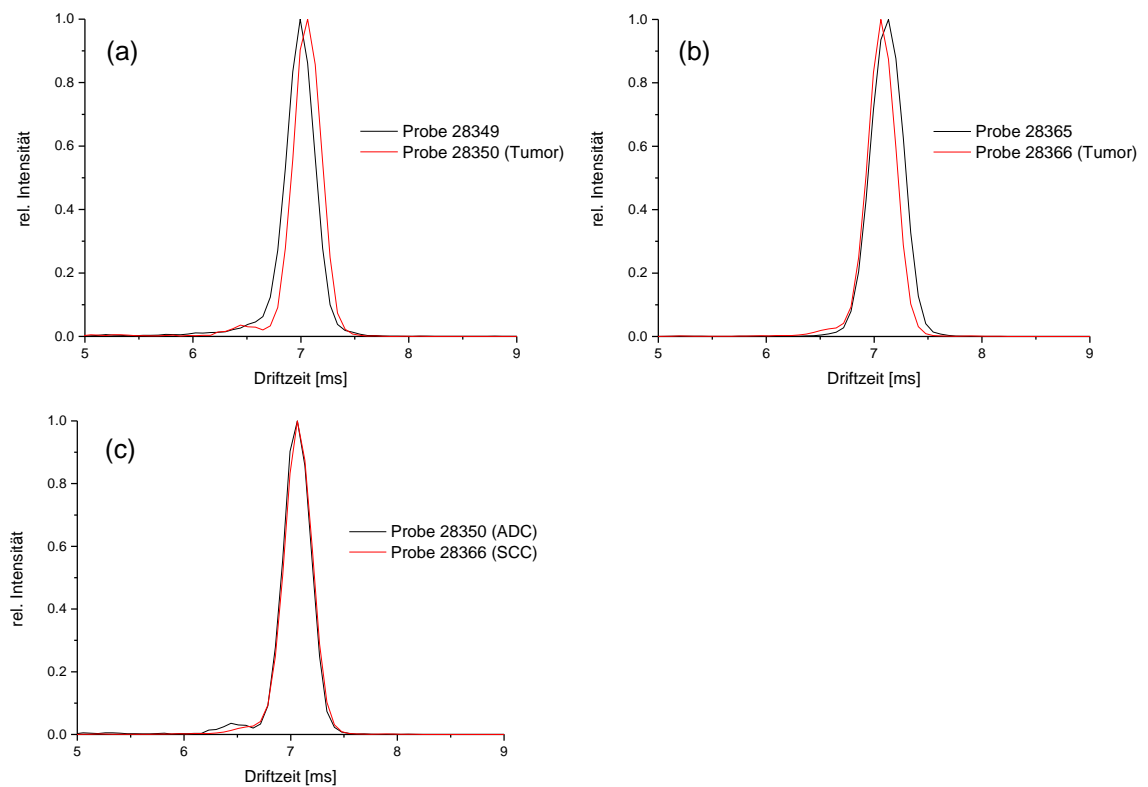 (a)
rel. Intensität
1.0
0.8
0.6
0.4
0.2
0.0
5
6
7
8
9
Driftzeit [ms]
Probe 28349
Probe 28350 (Tumor)
(b)
rel. Intensität
1.0
0.8
0.6
0.4
0.2
0.0
5
6
7
8
9
Driftzeit [ms]
Probe 28365
Probe 28366 (Tumor)
(c)
rel. Intensität
1.0
0.8
0.6
0.4
0.2
0.0
5
6
7
8
9
Driftzeit [ms]
Probe 28350 (ADC)
Probe 28366 (SCC)